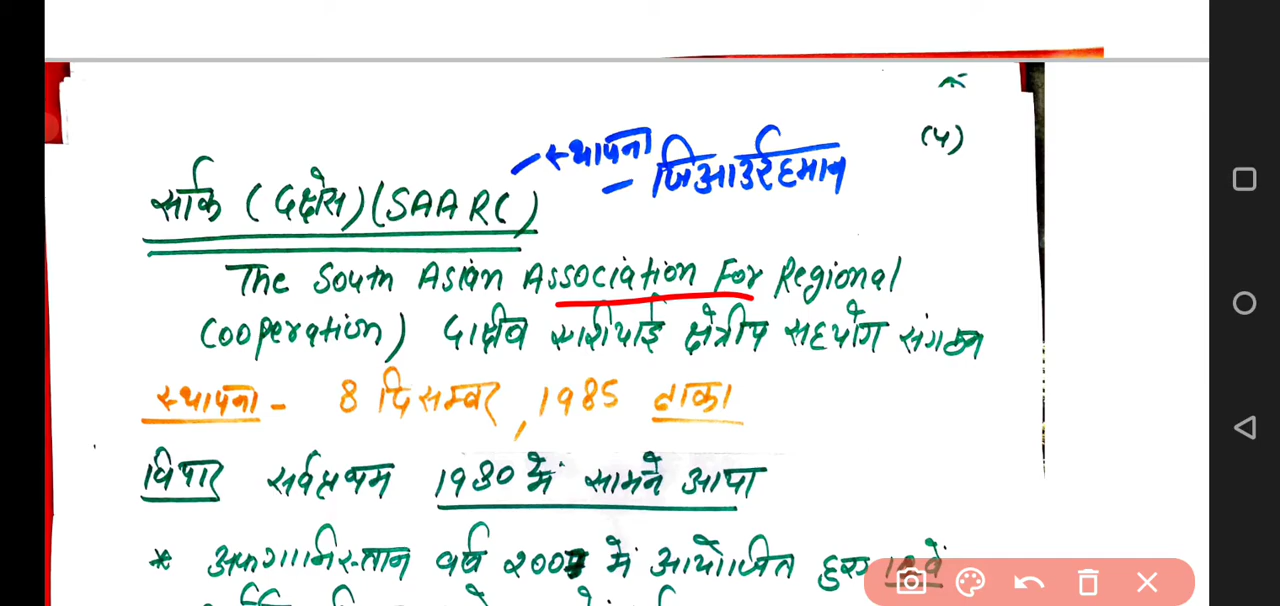 (५)
स्थापना
– जिआउर्रहमान
सार्क (दक्षेस) (SAARC)
The South Asian Association For Regional
Cooperation) दक्षिण एशियाई क्षेत्रीय सहयोग संगठन
स्थापना – 8 दिसम्बर, 1985 ढाका
विचार सर्वप्रथम 1980 में सामने आया
* अफगानिस्तान वर्ष 2007 में आयोजित हुए 14वें